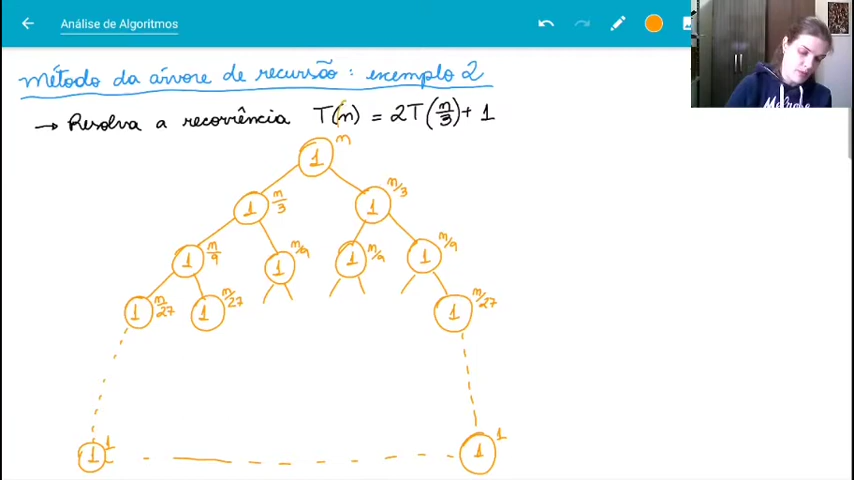 Análise de Algoritmos
Método da árvore de recursão: exemplo 2
→ Resolva a recorrência T(n) = 2T(n/3) + 1
1 n
1 n/3 1 n/3
1 n/9 1 n/9 1 n/9 1 n/9
1 n/27 1 n/27 1 n/27
1 1 1 1